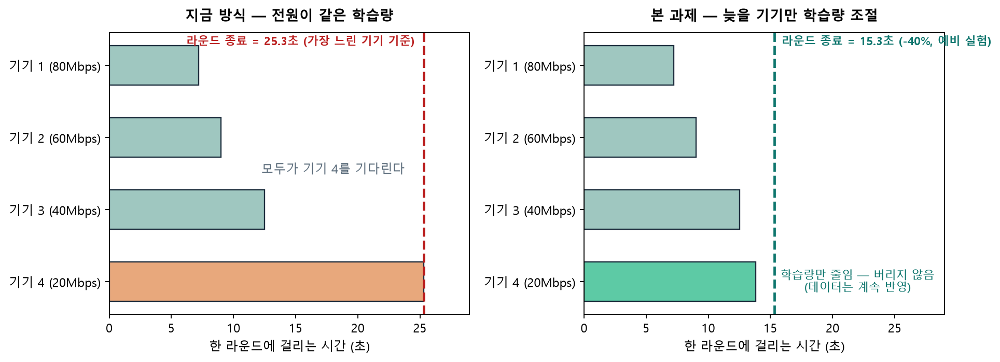 지금 방식 — 전원이 같은 학습량
라운드 종료 = 25.3초 (가장 느린 기기 기준)
기기 1 (80Mbps)
기기 2 (60Mbps)
모두가 기기 4를 기다린다
기기 3 (40Mbps)
기기 4 (20Mbps)
0 5 10 15 20 25
한 라운드에 걸리는 시간 (초)
본 과제 — 늦을 기기만 학습량 조절
라운드 종료 = 15.3초 (-40%, 예비 실험)
기기 1 (80Mbps)
기기 2 (60Mbps)
기기 3 (40Mbps)
기기 4 (20Mbps)
학습량만 줄임 — 버리지 않음
(데이터는 계속 반영)
0 5 10 15 20 25
한 라운드에 걸리는 시간 (초)